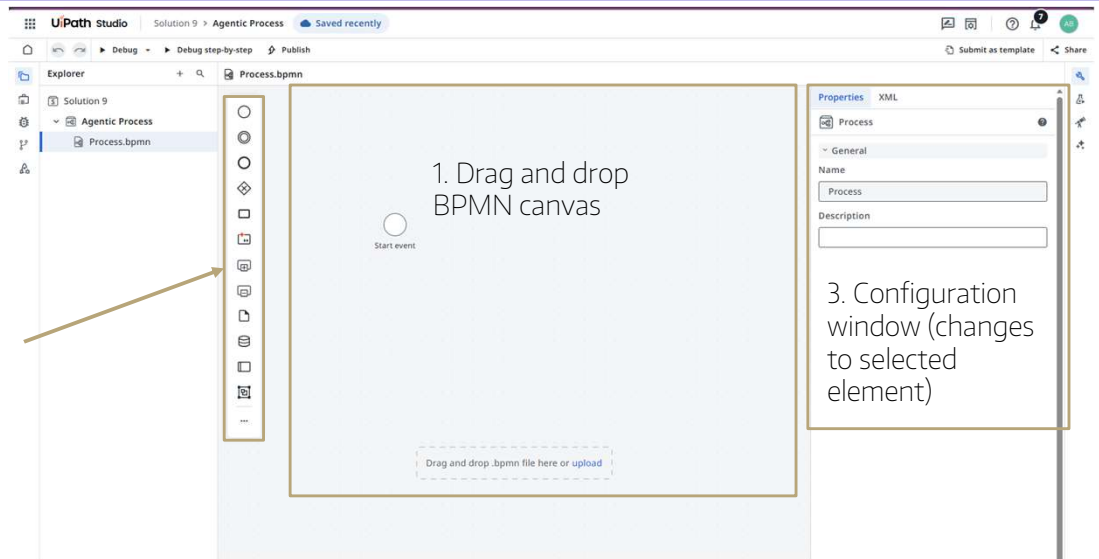 UiPath Studio
Solution 9 > Agentic Process
Saved recently
7
AB
Debug
Debug step-by-step
Publish
Submit as template
Share
Explorer
Process.bpmn
Solution 9
Agentic Process
Process.bpmn
1. Drag and drop
BPMN canvas
Start event
Drag and drop .bpmn file here or upload
Properties XML
Process
General
Name
Process
Description
3. Configuration
window (changes
to selected
element)